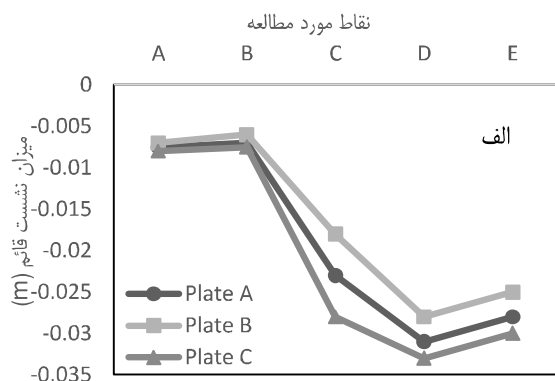 نقاط مورد مطالعه
A B C D E
0
-0.005
-0.01
-0.015
-0.02
-0.025
-0.03
-0.035
میزان نشست قائم (m)
الف
Plate A
Plate B
Plate C